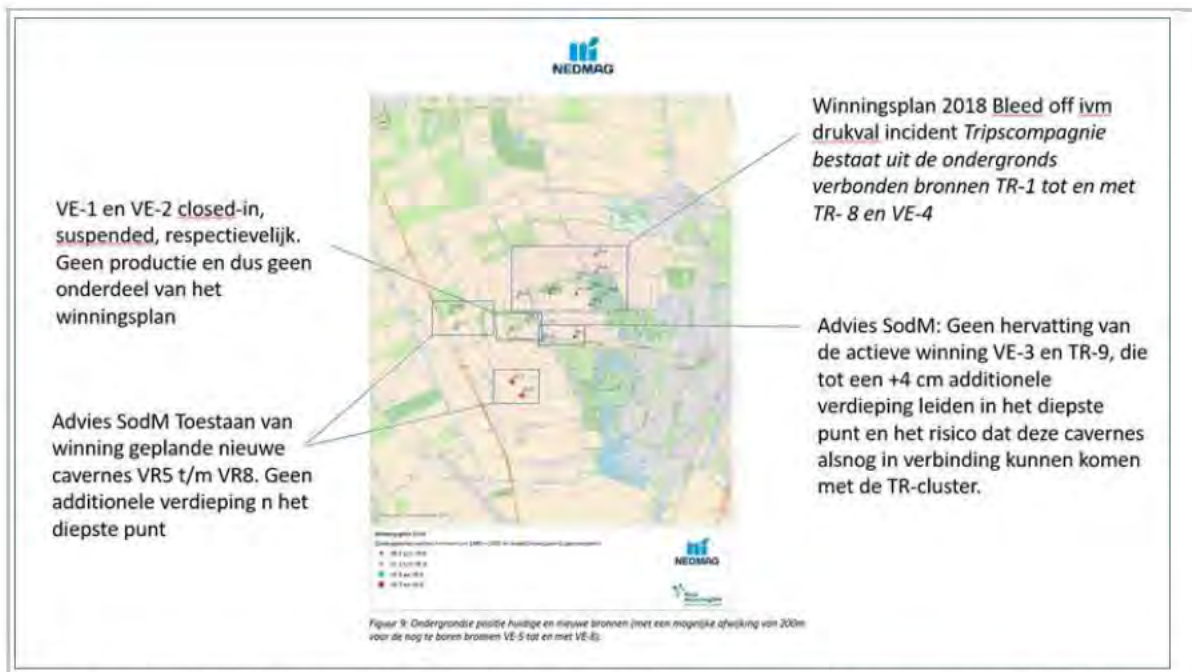 NEDMAG
Winningsplan 2018 Bleed off ivm
drukval incident Tripscompagnie
bestaat uit de ondergronds
verbonden bronnen TR-1 tot en met
TR- 8 en VE-4
VE-1 en VE-2 closed-in,
suspended, respectievelijk.
Geen productie en dus geen
onderdeel van het
winningsplan
Advies SodM: Geen hervatting van
de actieve winning VE-3 en TR-9, die
tot een +4 cm additionele
verdieping leiden in het diepste
punt en het risico dat deze cavernes
alsnog in verbinding kunnen komen
met de TR-cluster.
Advies SodM Toestaan van
winning geplande nieuwe
cavernes VR5 t/m VR8. Geen
additionele verdieping n het
diepste punt
NEDMAG
Figuur 9: Ondergrondse positie huidige en nieuwe bronnen (met een mogelijke afwijking van 200m
voor de nog te boren bronnen VE-5 tot en met VE-8).